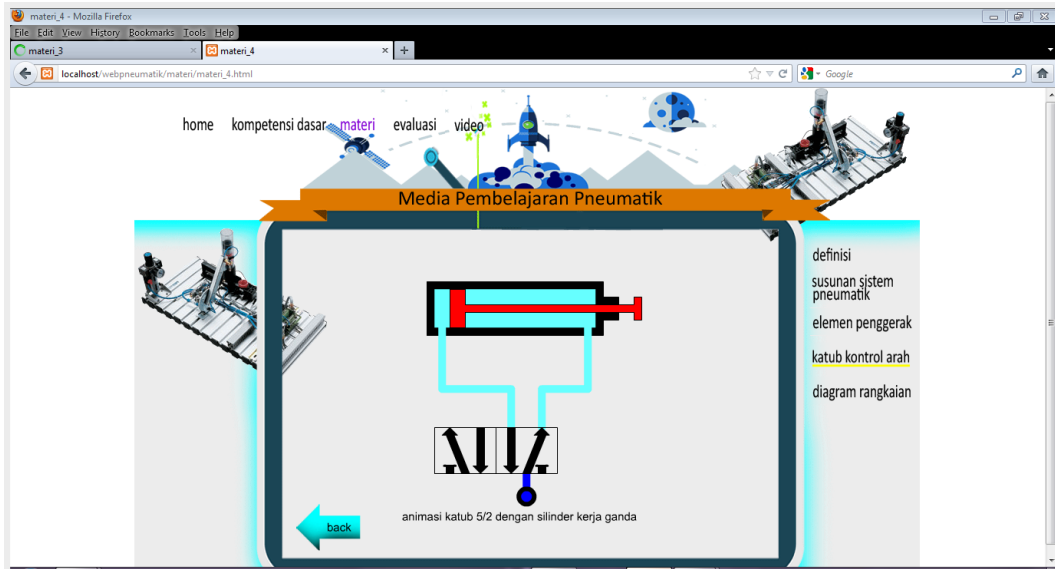 materi_4 - Mozilla Firefox
File Edit View History Bookmarks Tools Help
materi_3 materi_4
localhost/webpneumatik/materi/materi_4.html Google
home kompetensi dasar materi evaluasi video
Media Pembelajaran Pneumatik
definisi
susunan sistem
pneumatik
elemen penggerak
katub kontrol arah
diagram rangkaian
animasi katub 5/2 dengan silinder kerja ganda
back